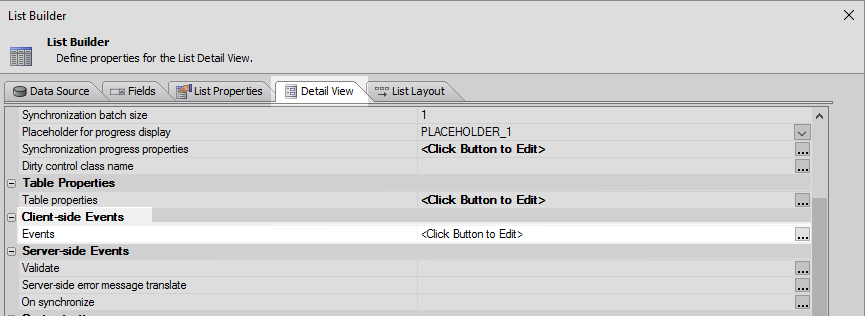 List Builder
List Builder
Define properties for the List Detail View.
Data Source Fields List Properties Detail View List Layout
Synchronization batch size 1
Placeholder for progress display PLACEHOLDER_1
Synchronization progress properties <Click Button to Edit> ...
Dirty control class name ...
Table Properties
Table properties <Click Button to Edit> ...
Client-side Events
Events <Click Button to Edit> ...
Server-side Events
Validate ...
Server-side error message translate ...
On synchronize ...